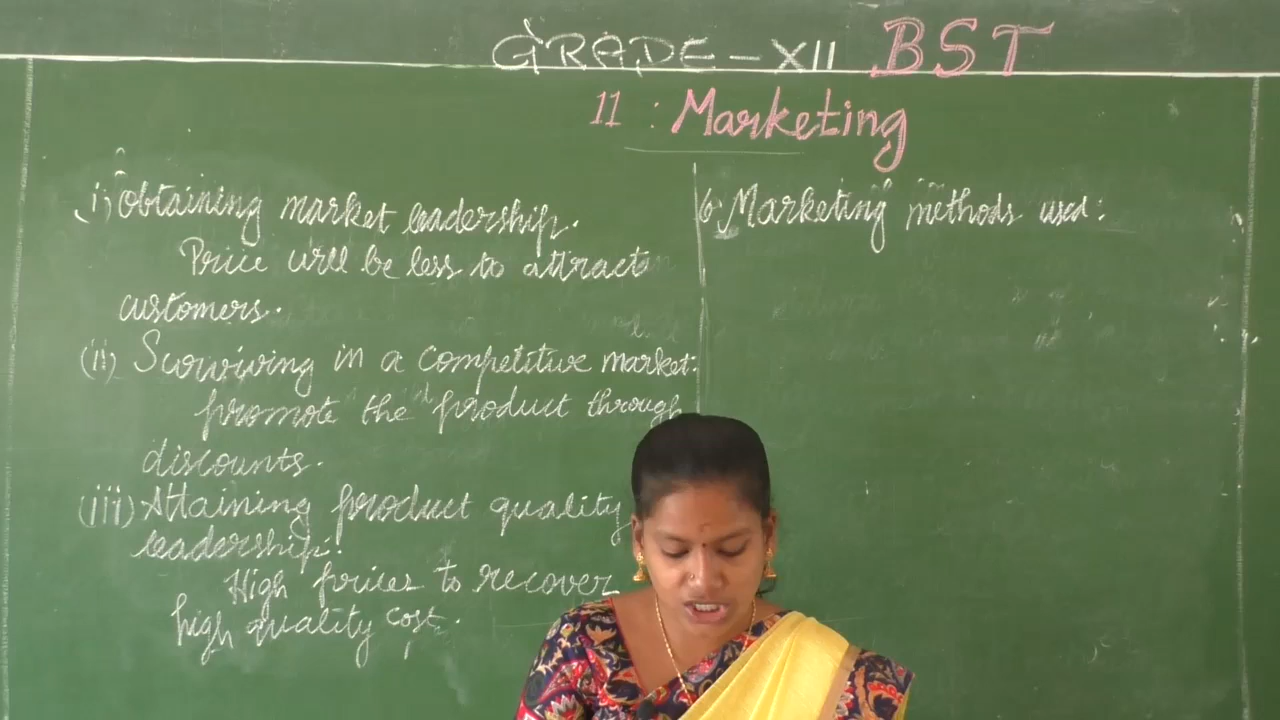 GRADE - XII BST
11 : Marketing
i) Obtaining market leadership.
Price will be less to attract
customers.
(ii) Surviving in a competitive market:
promote the product through
discounts.
(iii) Attaining product quality
leadership:
High prices to recover
high quality cost.
6. Marketing methods used: